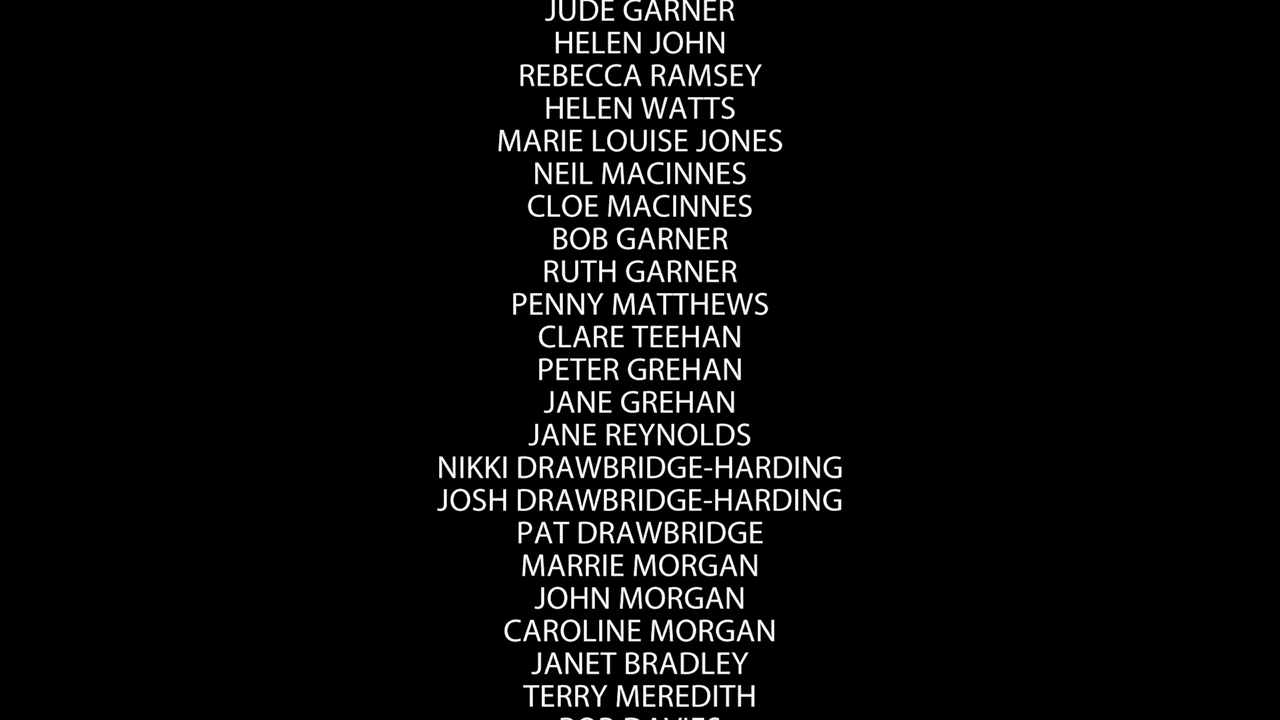 JUDE GARNER
HELEN JOHN
REBECCA RAMSEY
HELEN WATTS
MARIE LOUISE JONES
NEIL MACINNES
CLOE MACINNES
BOB GARNER
RUTH GARNER
PENNY MATTHEWS
CLARE TEEHAN
PETER GREHAN
JANE GREHAN
JANE REYNOLDS
NIKKI DRAWBRIDGE-HARDING
JOSH DRAWBRIDGE-HARDING
PAT DRAWBRIDGE
MARRIE MORGAN
JOHN MORGAN
CAROLINE MORGAN
JANET BRADLEY
TERRY MEREDITH